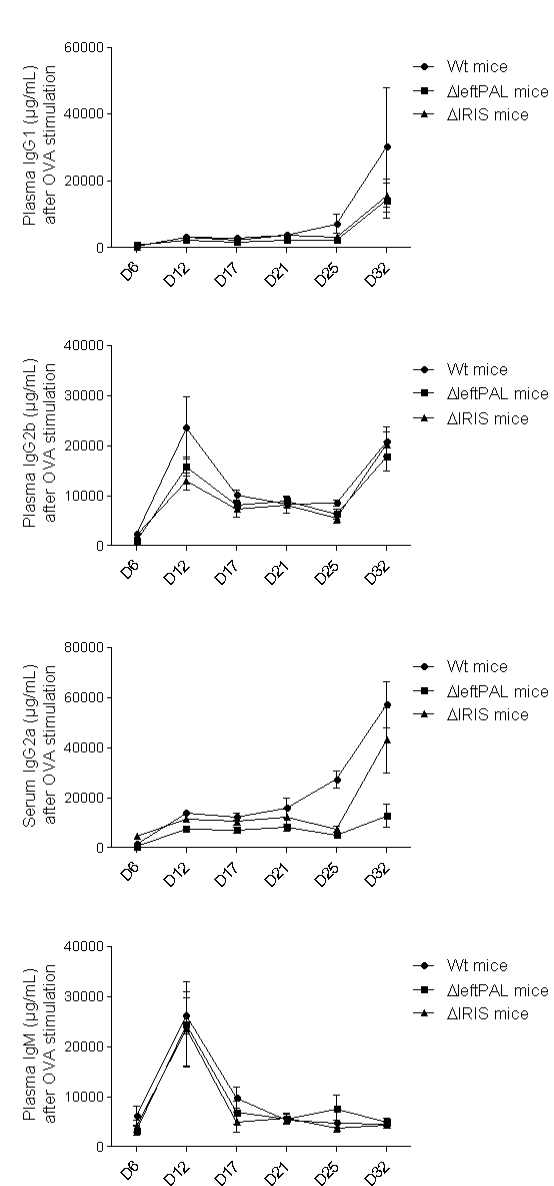 60000
40000
20000
0
Plasma IgG1 (µg/mL)
after OVA stimulation
Wt mice
ΔleftPAL mice
ΔIRIS mice
D6 D12 D17 D21 D25 D32
40000
30000
20000
10000
0
Plasma IgG2b (µg/mL)
after OVA stimulation
Wt mice
ΔleftPAL mice
ΔIRIS mice
D6 D12 D17 D21 D25 D32
80000
60000
40000
20000
0
Serum IgG2a (µg/mL)
after OVA stimulation
Wt mice
ΔleftPAL mice
ΔIRIS mice
D6 D12 D17 D21 D25 D32
40000
30000
20000
10000
0
Plasma IgM (µg/mL)
after OVA stimulation
Wt mice
ΔleftPAL mice
ΔIRIS mice
D6 D12 D17 D21 D25 D32